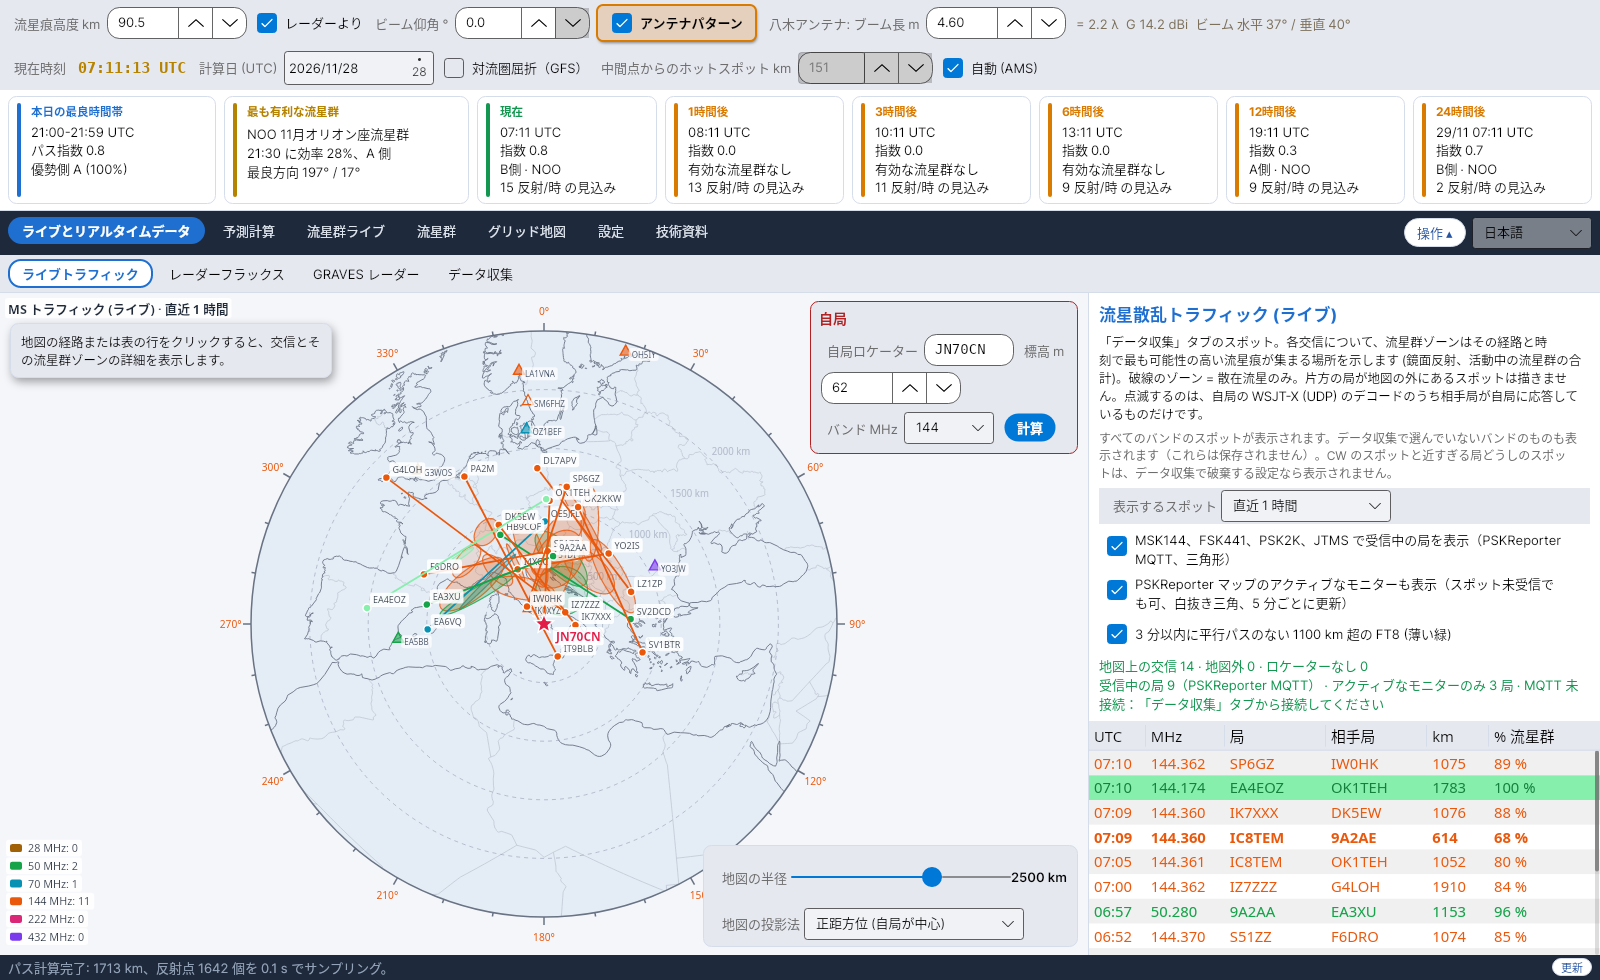 流星痕高度 km 90.5 レーダーより ビーム仰角 ° 0.0 アンテナパターン 八木アンテナ: ブーム長 m 4.60 = 2.2 λ G 14.2 dBi ビーム 水平 37° / 垂直 40°
現在時刻 07:11:13 UTC 計算日 (UTC) 2026/11/28 28 対流圏屈折（GFS） 中間点からのホットスポット km 151 自動 (AMS)
本日の最良時間帯
21:00-21:59 UTC
パス指数 0.8
優勢側 A (100%)
最も有利な流星群
NOO 11月オリオン座流星群
21:30 に効率 28%、A 側
最良方向 197° / 17°
現在
07:11 UTC
指数 0.8
B側 · NOO
15 反射/時 の見込み
1時間後
08:11 UTC
指数 0.0
有効な流星群なし
13 反射/時 の見込み
3時間後
10:11 UTC
指数 0.0
有効な流星群なし
11 反射/時 の見込み
6時間後
13:11 UTC
指数 0.0
有効な流星群なし
9 反射/時 の見込み
12時間後
19:11 UTC
指数 0.3
A側 · NOO
9 反射/時 の見込み
24時間後
29/11 07:11 UTC
指数 0.7
B側 · NOO
2 反射/時 の見込み
ライブとリアルタイムデータ 予測計算 流星群ライブ 流星群 グリッド地図 設定 技術資料 操作 ▴ 日本語
ライブトラフィック レーダーフラックス GRAVES レーダー データ収集
MS トラフィック (ライブ) · 直近 1 時間
地図の経路または表の行をクリックすると、交信とそ
の流星群ゾーンの詳細を表示します。
自局
自局ロケーター JN70CN 標高 m
62
バンド MHz 144 計算
0°
30°
60°
90°
120°
150
180°
210°
240°
270°
300°
330°
2000 km
1500 km
1000 km
OH5LY
LA1VNA
SM6FHZ
OZ1BEF
DL7APV
G4LOH
G3WOS
PA2M
SP6GZ
OK1TEH
OK2KKW
DK5EW
OE5JFL
HB9COF
9A2AA
YO2IS
F6DRO
YO3JW
LZ1ZP
EA4EOZ
EA3XU
IW0HK
IZ7ZZZ
IK7XXX
SV2DCD
EA6VQ
EA5BB
JN70CN
IT9BLB
SV1BTR
28 MHz: 0
50 MHz: 2
70 MHz: 1
144 MHz: 11
222 MHz: 0
432 MHz: 0
地図の半径 2500 km
地図の投影法 正距方位 (自局が中心)
流星散乱トラフィック (ライブ)
「データ収集」タブのスポット。各交信について、流星群ゾーンはその経路と時
刻で最も可能性の高い流星痕が集まる場所を示します (鏡面反射、活動中の流星群の合
計)。破線のゾーン = 散在流星のみ。片方の局が地図の外にあるスポットは描きませ
ん。点滅するのは、自局の WSJT-X (UDP) のデコードのうち相手局が自局に応答して
いるものだけです。
すべてのバンドのスポットが表示されます。データ収集で選んでいないバンドのものも表
示されます（これらは保存されません）。CW のスポットと近すぎる局どうしのスポッ
トは、データ収集で破棄する設定なら表示されません。
表示するスポット 直近 1 時間
MSK144、FSK441、PSK2K、JTMS で受信中の局を表示（PSKReporter
MQTT、三角形）
PSKReporter マップのアクティブなモニターも表示（スポット未受信で
も可、白抜き三角、5 分ごとに更新）
3 分以内に平行パスのない 1100 km 超の FT8 (薄い緑)
地図上の交信 14 · 地図外 0 · ロケーターなし 0
受信中の局 9（PSKReporter MQTT） · アクティブなモニターのみ 3 局 · MQTT 未
接続：「データ収集」タブから接続してください
UTC MHz 局 相手局 km % 流星群
07:10 144.362 SP6GZ IW0HK 1075 89 %
07:10 144.174 EA4EOZ OK1TEH 1783 100 %
07:09 144.360 IK7XXX DK5EW 1076 88 %
07:09 144.360 IC8TEM 9A2AE 614 68 %
07:05 144.361 IC8TEM OK1TEH 1052 80 %
07:00 144.362 IZ7ZZZ G4LOH 1910 84 %
06:57 50.280 9A2AA EA3XU 1153 96 %
06:52 144.370 S51ZZ F6DRO 1074 85 %
パス計算完了: 1713 km、反射点 1642 個を 0.1 s でサンプリング。 更新